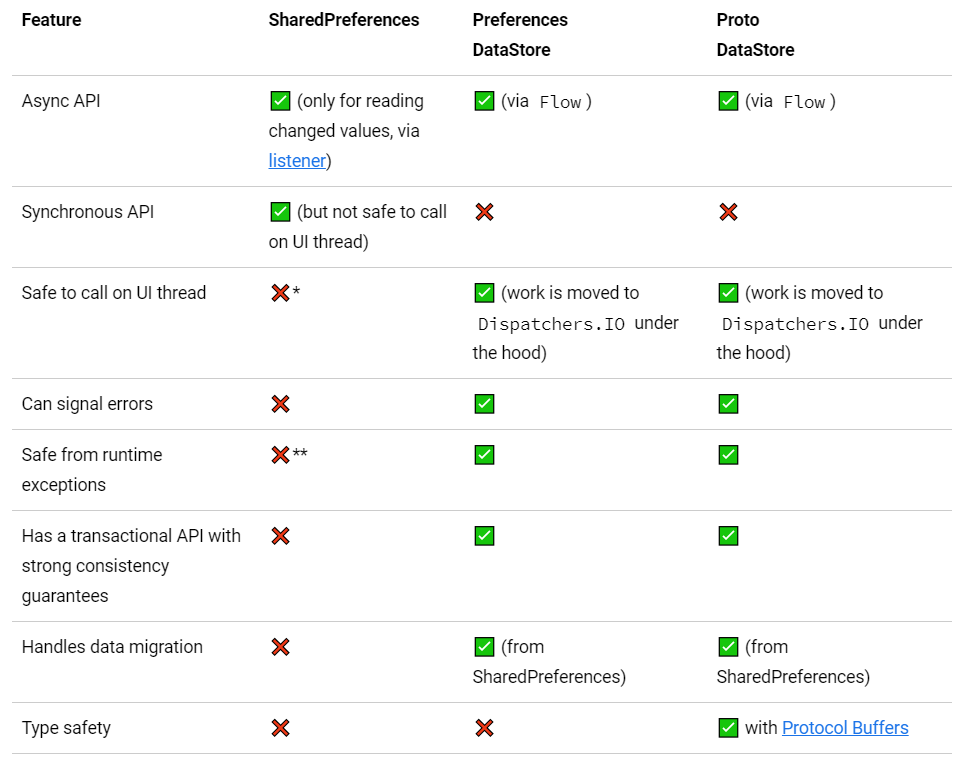 Feature SharedPreferences Preferences DataStore Proto DataStore
Async API ✅ (only for reading changed values, via listener) ✅ (via Flow) ✅ (via Flow)
Synchronous API ✅ (but not safe to call on UI thread) ❌ ❌
Safe to call on UI thread ❌* ✅ (work is moved to Dispatchers.IO under the hood) ✅ (work is moved to Dispatchers.IO under the hood)
Can signal errors ❌ ✅ ✅
Safe from runtime exceptions ❌** ✅ ✅
Has a transactional API with strong consistency guarantees ❌ ✅ ✅
Handles data migration ❌ ✅ (from SharedPreferences) ✅ (from SharedPreferences)
Type safety ❌ ❌ ✅ with Protocol Buffers